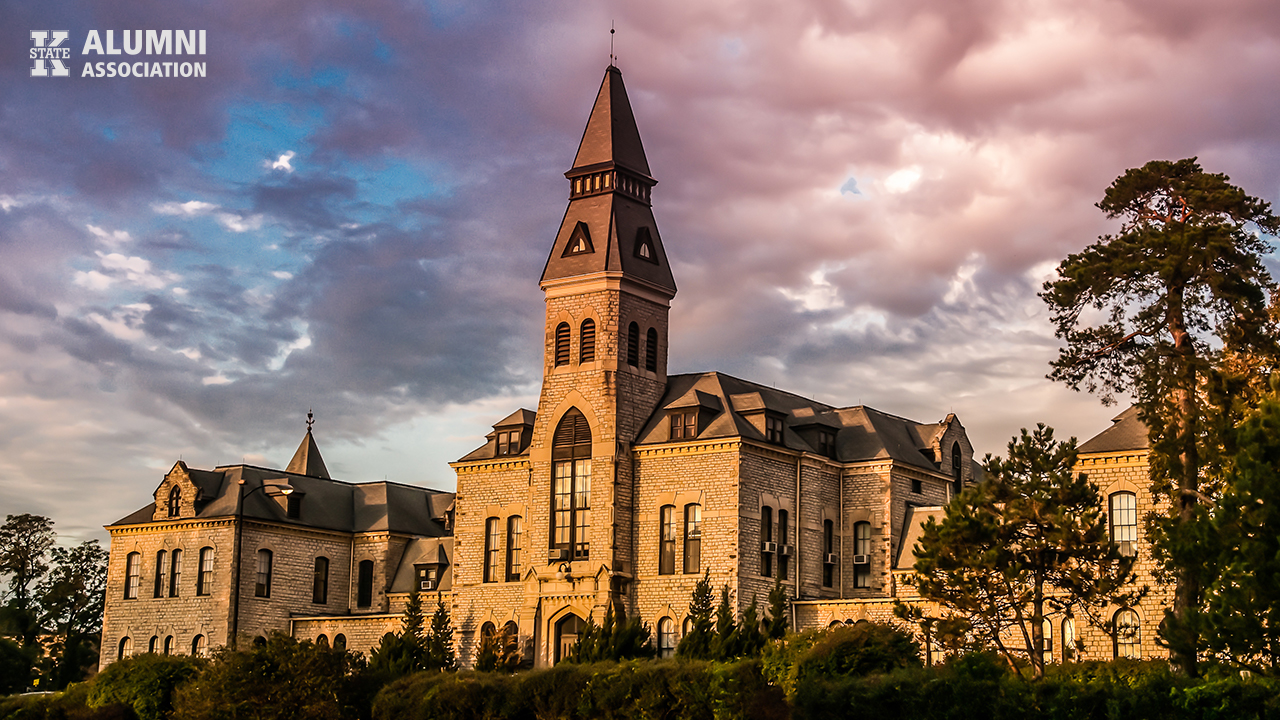 K
STATE
ALUMNI
ASSOCIATION